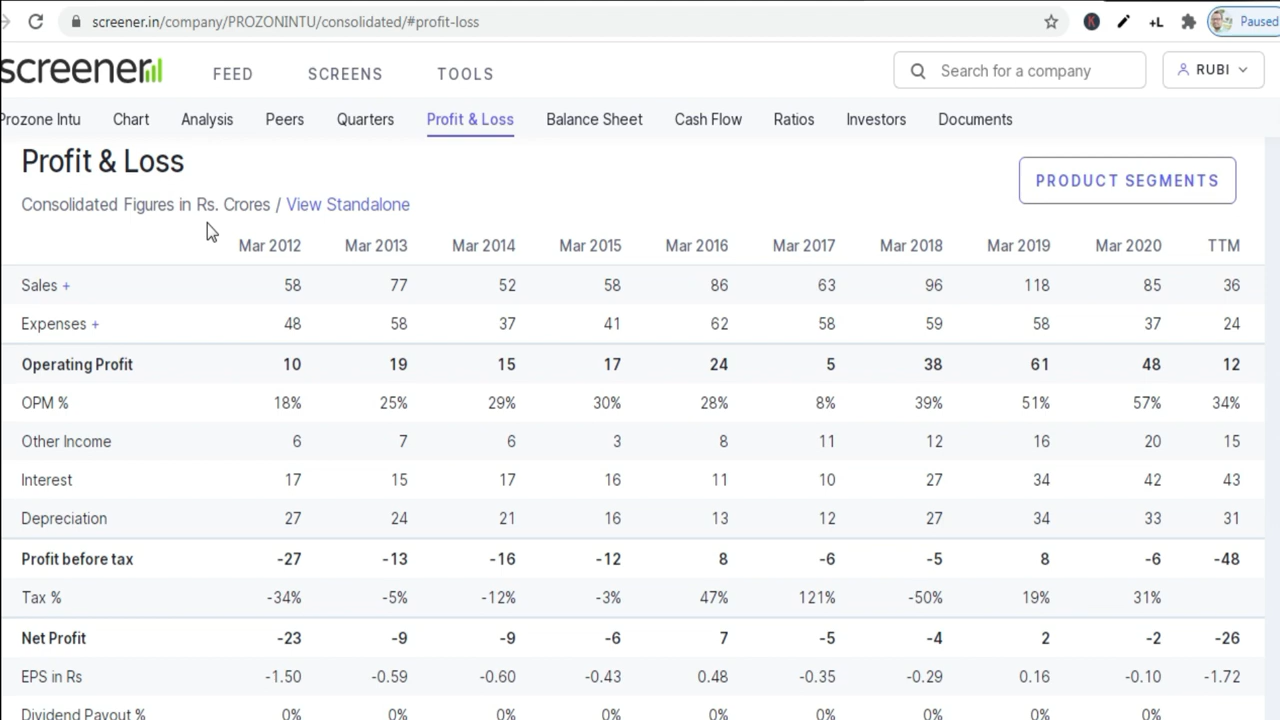 screener.in/company/PROZONINTU/consolidated/#profit-loss
K
+L
Paused
screener
FEED SCREENS TOOLS
Search for a company
RUBI
Prozone Intu Chart Analysis Peers Quarters Profit & Loss Balance Sheet Cash Flow Ratios Investors Documents
Profit & Loss
PRODUCT SEGMENTS
Consolidated Figures in Rs. Crores / View Standalone
Mar 2012 Mar 2013 Mar 2014 Mar 2015 Mar 2016 Mar 2017 Mar 2018 Mar 2019 Mar 2020 TTM
Sales + 58 77 52 58 86 63 96 118 85 36
Expenses + 48 58 37 41 62 58 59 58 37 24
Operating Profit 10 19 15 17 24 5 38 61 48 12
OPM % 18% 25% 29% 30% 28% 8% 39% 51% 57% 34%
Other Income 6 7 6 3 8 11 12 16 20 15
Interest 17 15 17 16 11 10 27 34 42 43
Depreciation 27 24 21 16 13 12 27 34 33 31
Profit before tax -27 -13 -16 -12 8 -6 -5 8 -6 -48
Tax % -34% -5% -12% -3% 47% 121% -50% 19% 31%
Net Profit -23 -9 -9 -6 7 -5 -4 2 -2 -26
EPS in Rs -1.50 -0.59 -0.60 -0.43 0.48 -0.35 -0.29 0.16 -0.10 -1.72
Dividend Payout % 0% 0% 0% 0% 0% 0% 0% 0% 0%